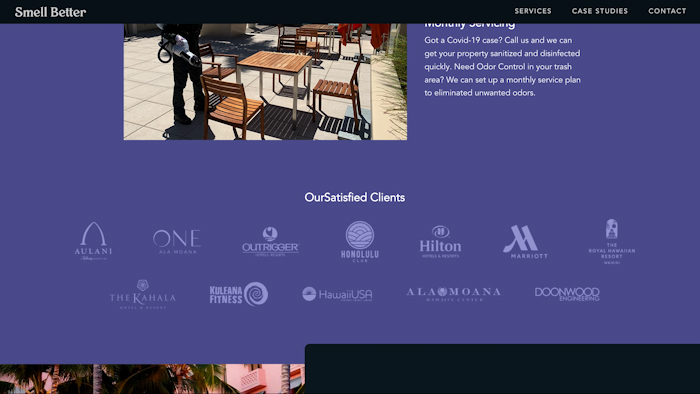 Smell Better
SERVICES
CASE STUDIES
CONTACT
Monthly Servicing
Got a Covid-19 case? Call us and we can
get your property sanitized and disinfected
quickly. Need Odor Control in your trash
area? We can set up a monthly service plan
to eliminated unwanted odors.
OurSatisfied Clients
AULANI
ONE
ALA MOANA
OUTRIGGER
HOTELS & RESORTS
HONOLULU
CLUB
Hilton
HOTELS & RESORTS
MARRIOTT
THE
ROYAL HAWAIIAN
RESORT
WAIKIKI
THE KAHALA
HOTEL & RESORT
KULEANA
FITNESS
HawaiiUSA
ALA MOANA
HAWAI'I'S CENTER
DOONWOOD
ENGINEERING